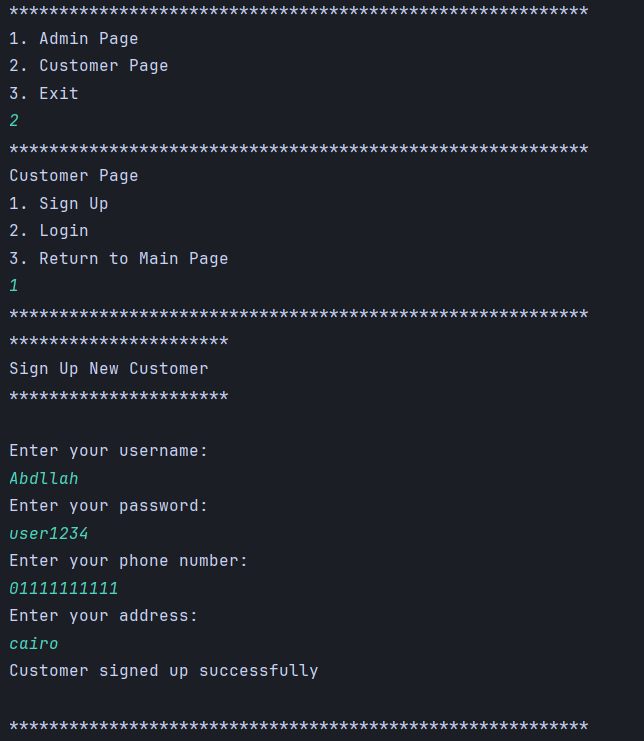 **********************************************************
1. Admin Page
2. Customer Page
3. Exit
2
**********************************************************
Customer Page
1. Sign Up
2. Login
3. Return to Main Page
1
**********************************************************
**********************
Sign Up New Customer
**********************
Enter your username:
Abdllah
Enter your password:
user1234
Enter your phone number:
01111111111
Enter your address:
cairo
Customer signed up successfully
**********************************************************